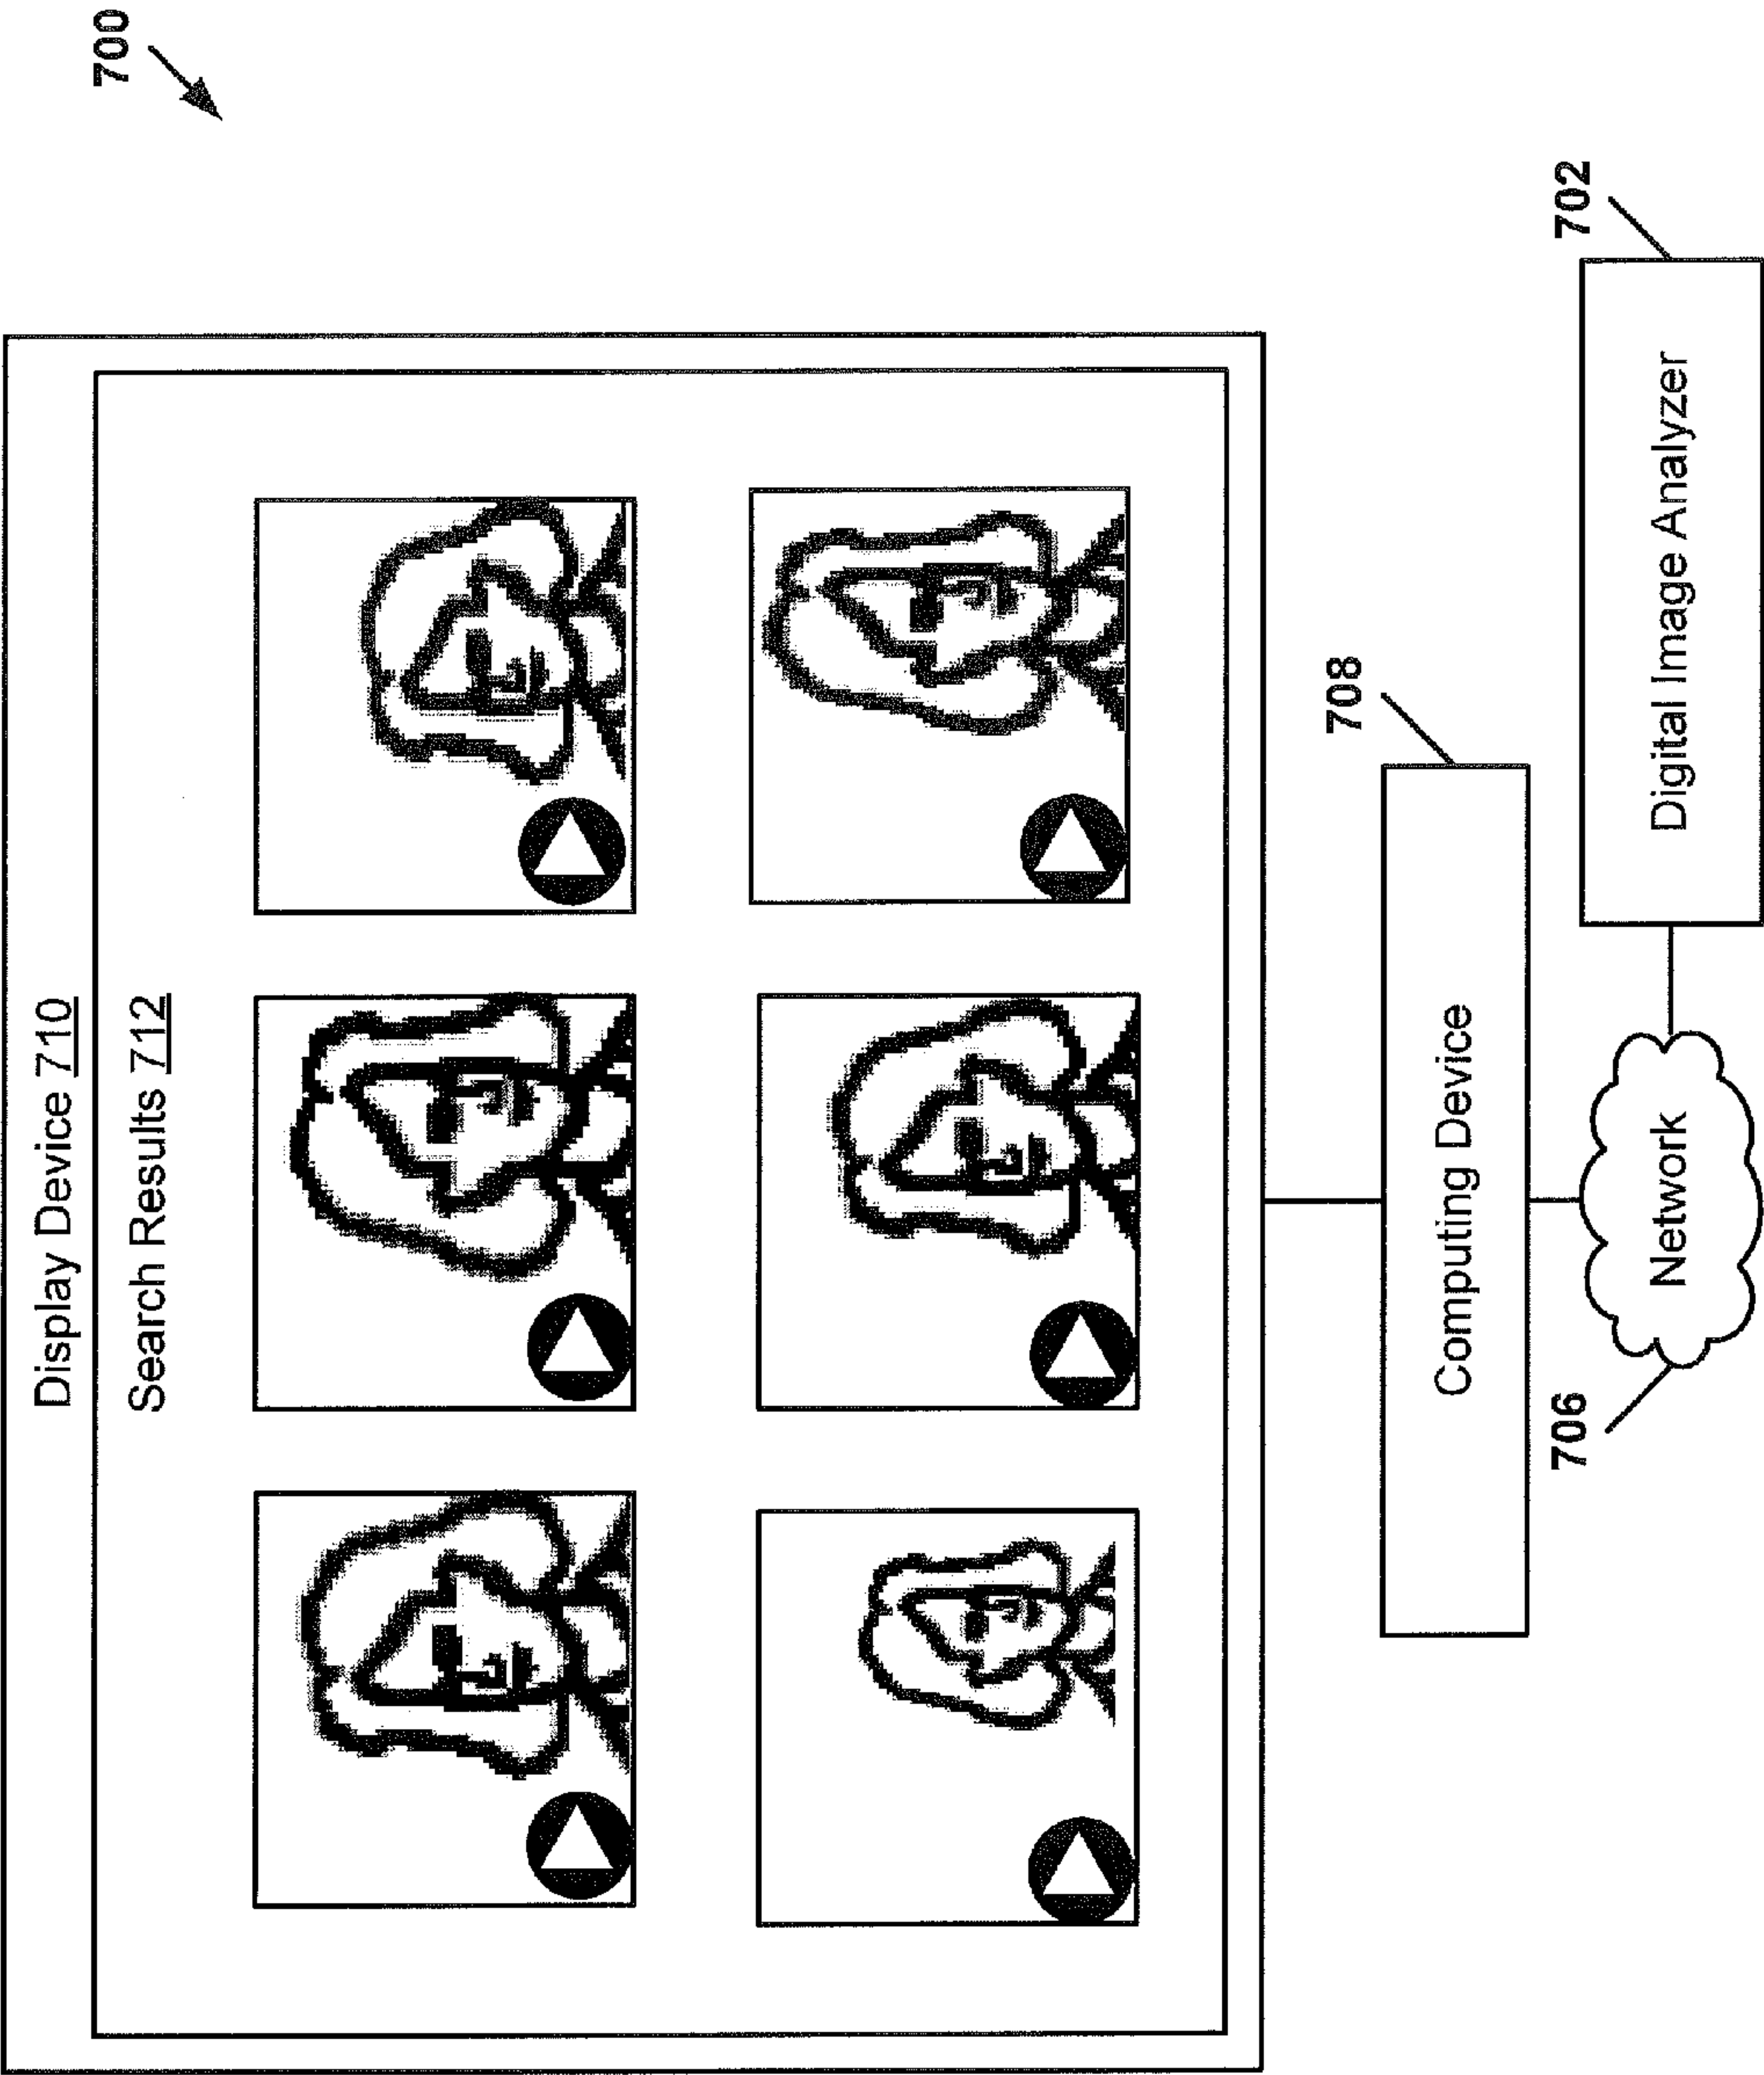 700
Display Device 710
Search Results 712
708
Computing Device
702
Digital Image Analyzer
706
Network